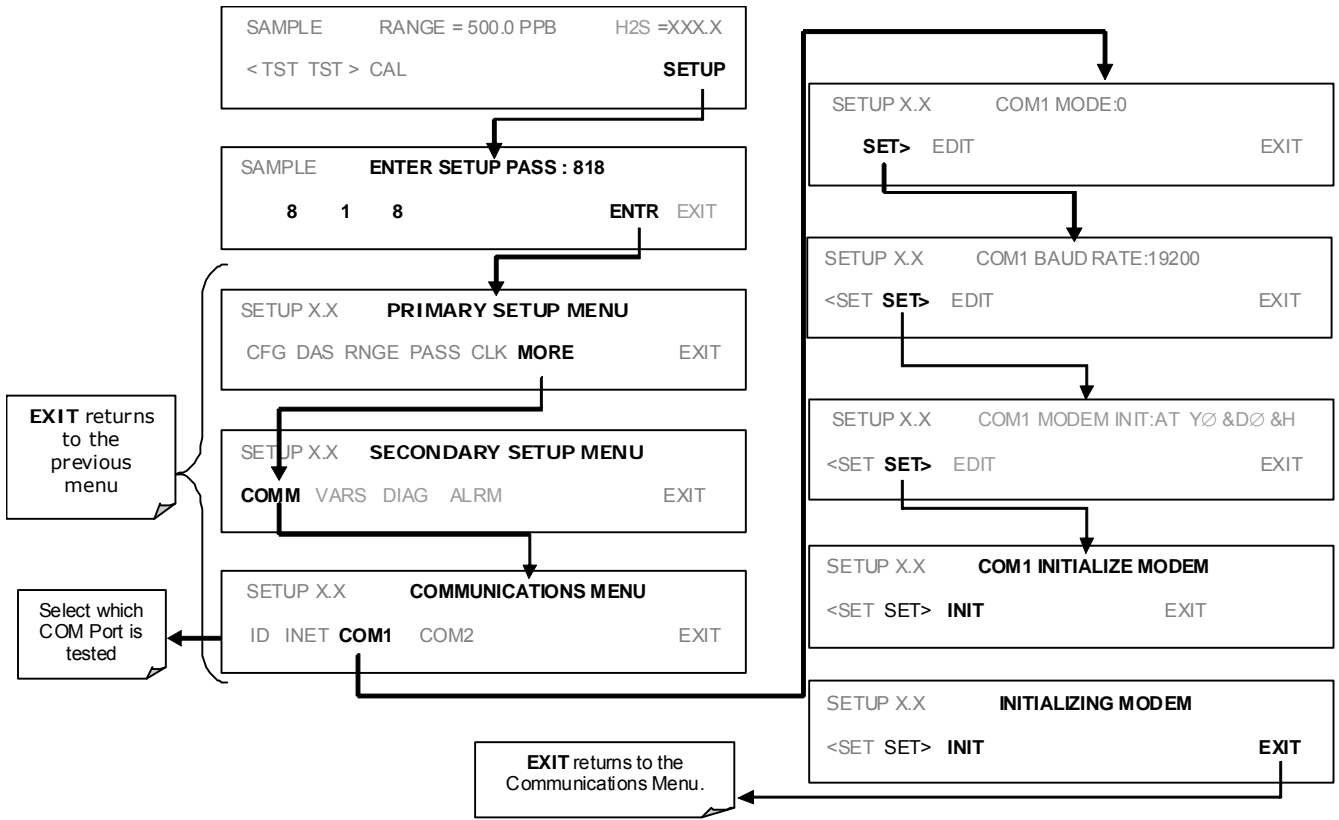 SAMPLE RANGE = 500.0 PPB H2S =XXX.X
< TST TST > CAL SETUP
SAMPLE ENTER SETUP PASS : 818
8 1 8 ENTR EXIT
SETUP X.X PRIMARY SETUP MENU
CFG DAS RNGE PASS CLK MORE EXIT
EXIT returns
to the
previous
menu
SETUP X.X SECONDARY SETUP MENU
COMM VARS DIAG ALRM EXIT
Select which
COM Port is
tested
SETUP X.X COMMUNICATIONS MENU
ID INET COM1 COM2 EXIT
SETUP X.X COM1 MODE:0
SET> EDIT EXIT
SETUP X.X COM1 BAUD RATE:19200
<SET SET> EDIT EXIT
SETUP X.X COM1 MODEM INIT:AT Y∅ &D∅ &H
<SET SET> EDIT EXIT
SETUP X.X COM1 INITIALIZE MODEM
<SET SET> INIT EXIT
SETUP X.X INITIALIZING MODEM
<SET SET> INIT EXIT
EXIT returns to the
Communications Menu.